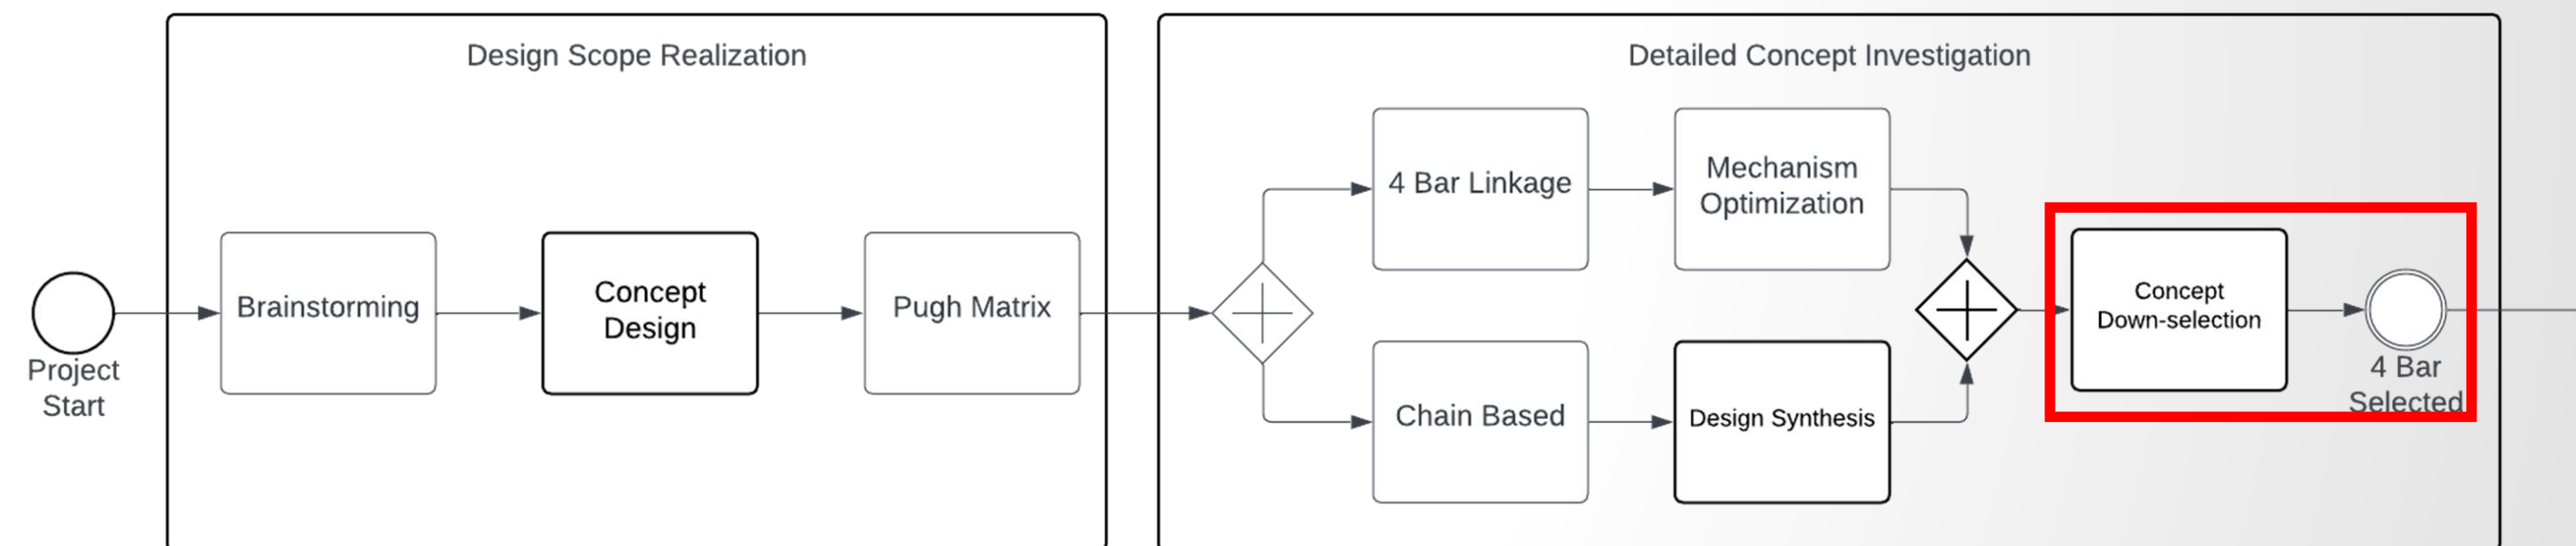 Design Scope Realization
Detailed Concept Investigation
Project
Start
Brainstorming
Concept
Design
Pugh Matrix
4 Bar Linkage
Mechanism
Optimization
Chain Based
Design Synthesis
Concept
Down-selection
4 Bar
Selected